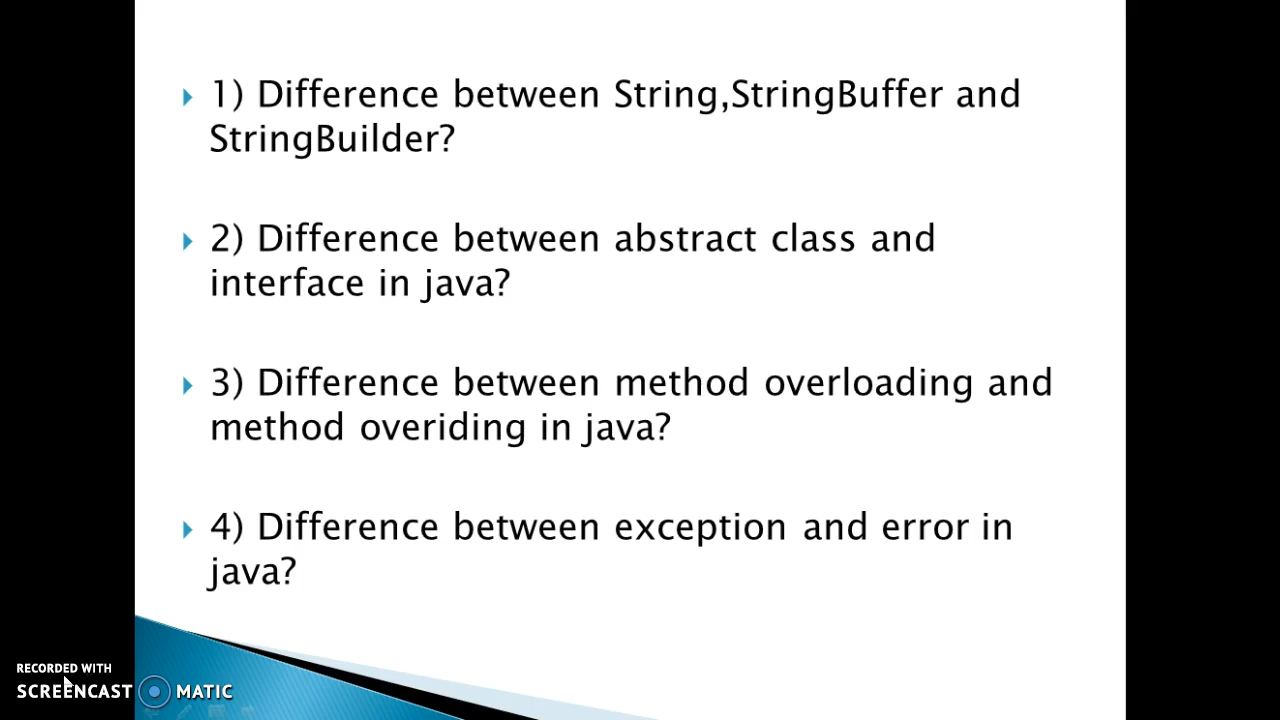 1) Difference between String,StringBuffer and
StringBuilder?
2) Difference between abstract class and
interface in java?
3) Difference between method overloading and
method overiding in java?
4) Difference between exception and error in
java?
RECORDED WITH
SCREENCAST MATIC